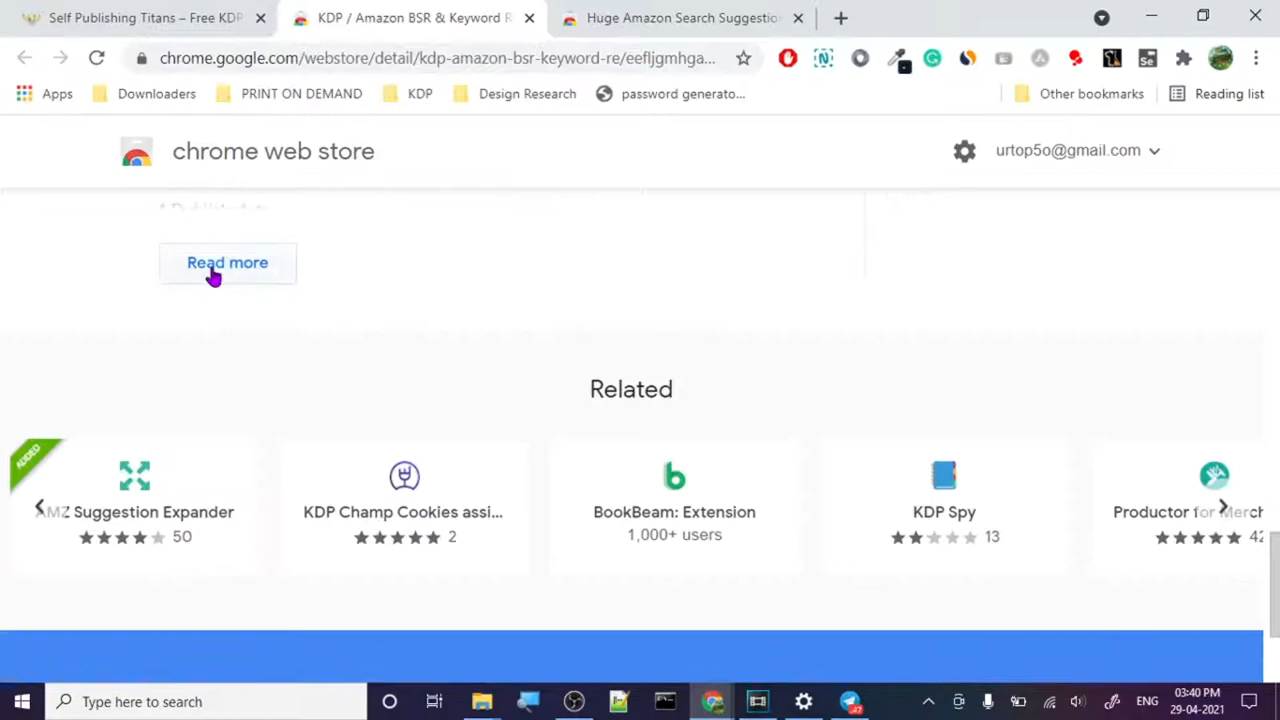 Self Publishing Titans – Free KDP
KDP / Amazon BSR & Keyword R
Huge Amazon Search Suggestio
chrome.google.com/webstore/detail/kdp-amazon-bsr-keyword-re/eefljgmhga...
Apps
Downloaders
PRINT ON DEMAND
KDP
Design Research
password generato...
Other bookmarks
Reading list
chrome web store
urtop5o@gmail.com
Read more
Related
ADDED
AMZ Suggestion Expander
50
KDP Champ Cookies assi...
2
BookBeam: Extension
1,000+ users
KDP Spy
13
Productor for Merch
42
Type here to search
ENG
03:40 PM
29-04-2021